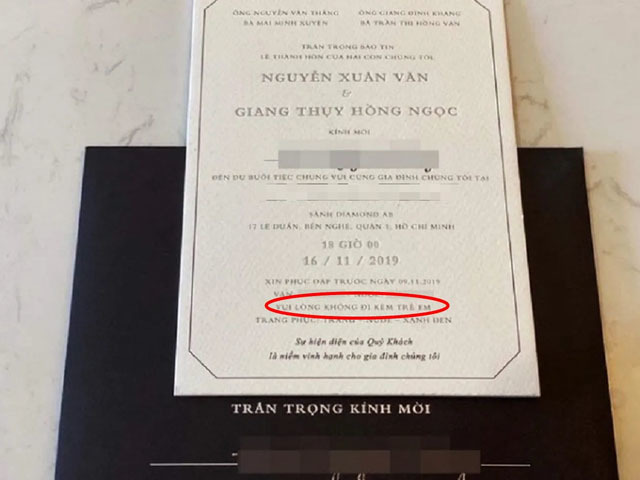 ÔNG NGUYỄN VĂN THĂNG
BÀ MAI MINH XUYÊN
ÔNG GIANG ĐÌNH KHÁNG
BÀ TRẦN THỊ HỒNG VÂN
TRÂN TRỌNG BÁO TIN
LỄ THÀNH HÔN CỦA HAI CON CHÚNG TÔI
NGUYỄN XUÂN VĂN
&
GIANG THỤY HỒNG NGỌC
KÍNH MỜI
ĐẾN DỰ BUỔI TIỆC CHUNG VUI CÙNG GIA ĐÌNH CHÚNG TÔI TẠI
SẢNH DIAMOND AB
17 LÊ DUẨN, BẾN NGHÉ, QUẬN 1, HỒ CHÍ MINH
18 GIỜ 00
16 / 11 / 2019
XIN PHÚC ĐÁP TRƯỚC NGÀY 09.11.2019
VUI LÒNG KHÔNG ĐI KÈM TRẺ EM
TRANG PHỤC: TRẮNG – NUDE – XANH ĐEN
Sự hiện diện của Quý Khách
là niềm vinh hạnh cho gia đình chúng tôi
TRÂN TRỌNG KÍNH MỜI